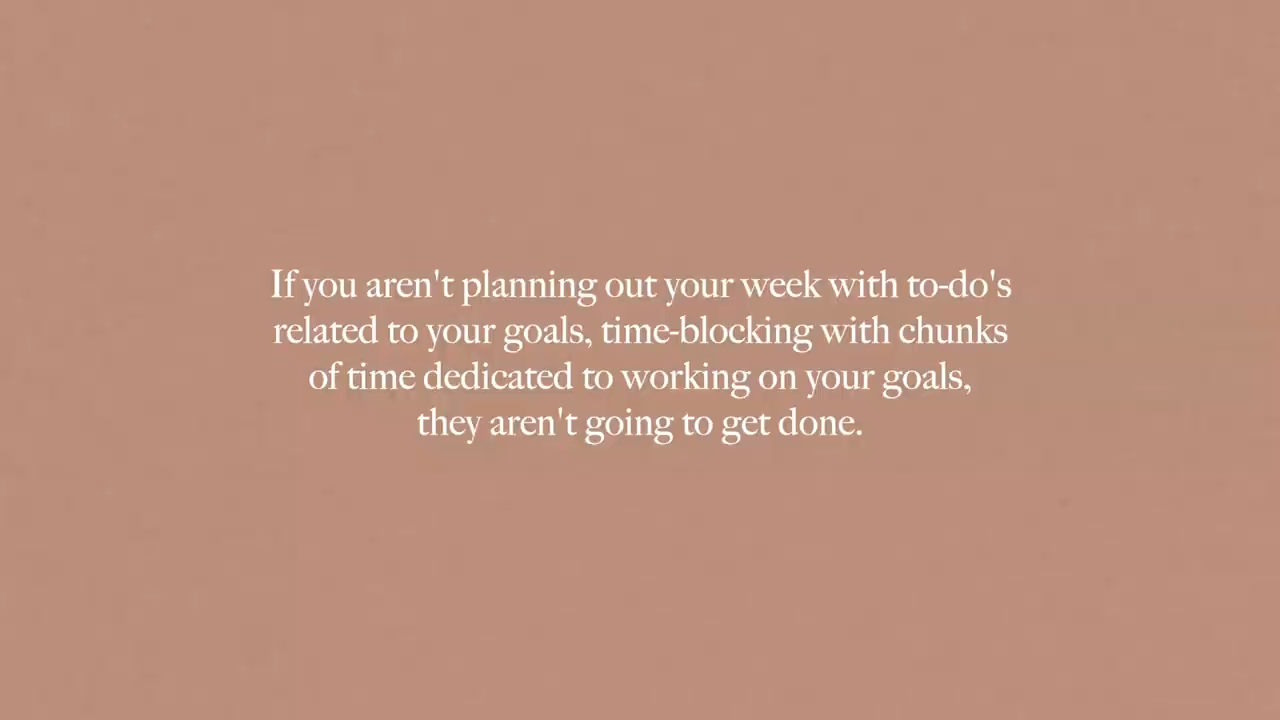 If you aren't planning out your week with to-do's
related to your goals, time-blocking with chunks
of time dedicated to working on your goals,
they aren't going to get done.